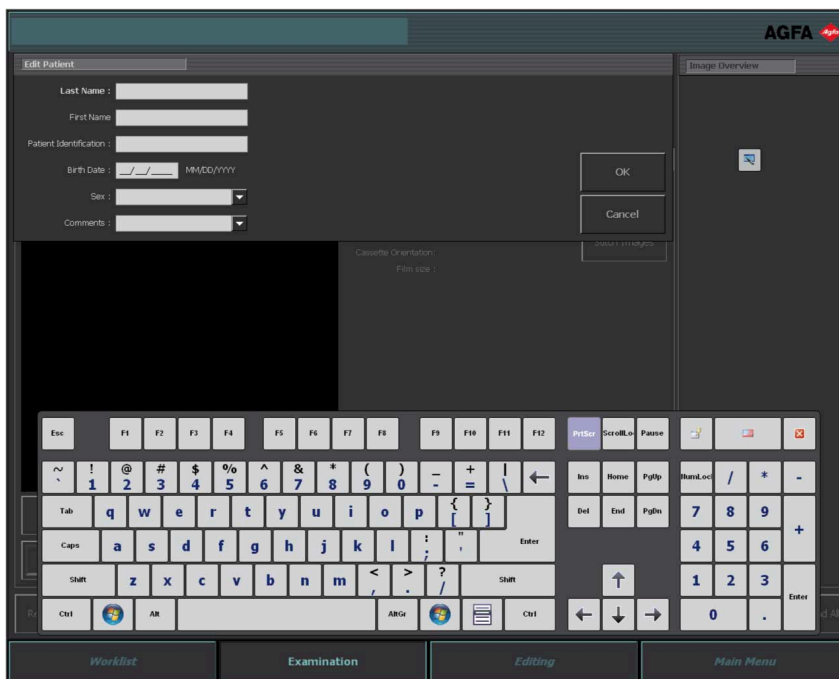 AGFA
Agfa
Edit Patient
Image Overview
Last Name :
First Name
Patient Identification :
Birth Date : __/__/____ MM/DD/YYYY
Sex :
Comments :
OK
Cancel
Stitch Images
Cassette Orientation:
Film size :
Esc F1 F2 F3 F4 F5 F6 F7 F8 F9 F10 F11 F12 PrtScr ScrollLo Pause
~ ! @ # $ % ^ & * ( ) _ + |
` 1 2 3 4 5 6 7 8 9 0 - = \ Ins Home PgUp NumLocl / * -
Tab q w e r t y u i o p { [ } ] Del End PgDn 7 8 9 +
Caps a s d f g h j k l : ; " ' Enter 4 5 6
Shift z x c v b n m < , > . ? / Shift ↑ 1 2 3 Enter
Ctrl Alt AltGr Ctrl ← ↓ → 0 .
Worklist Examination Editing Main Menu